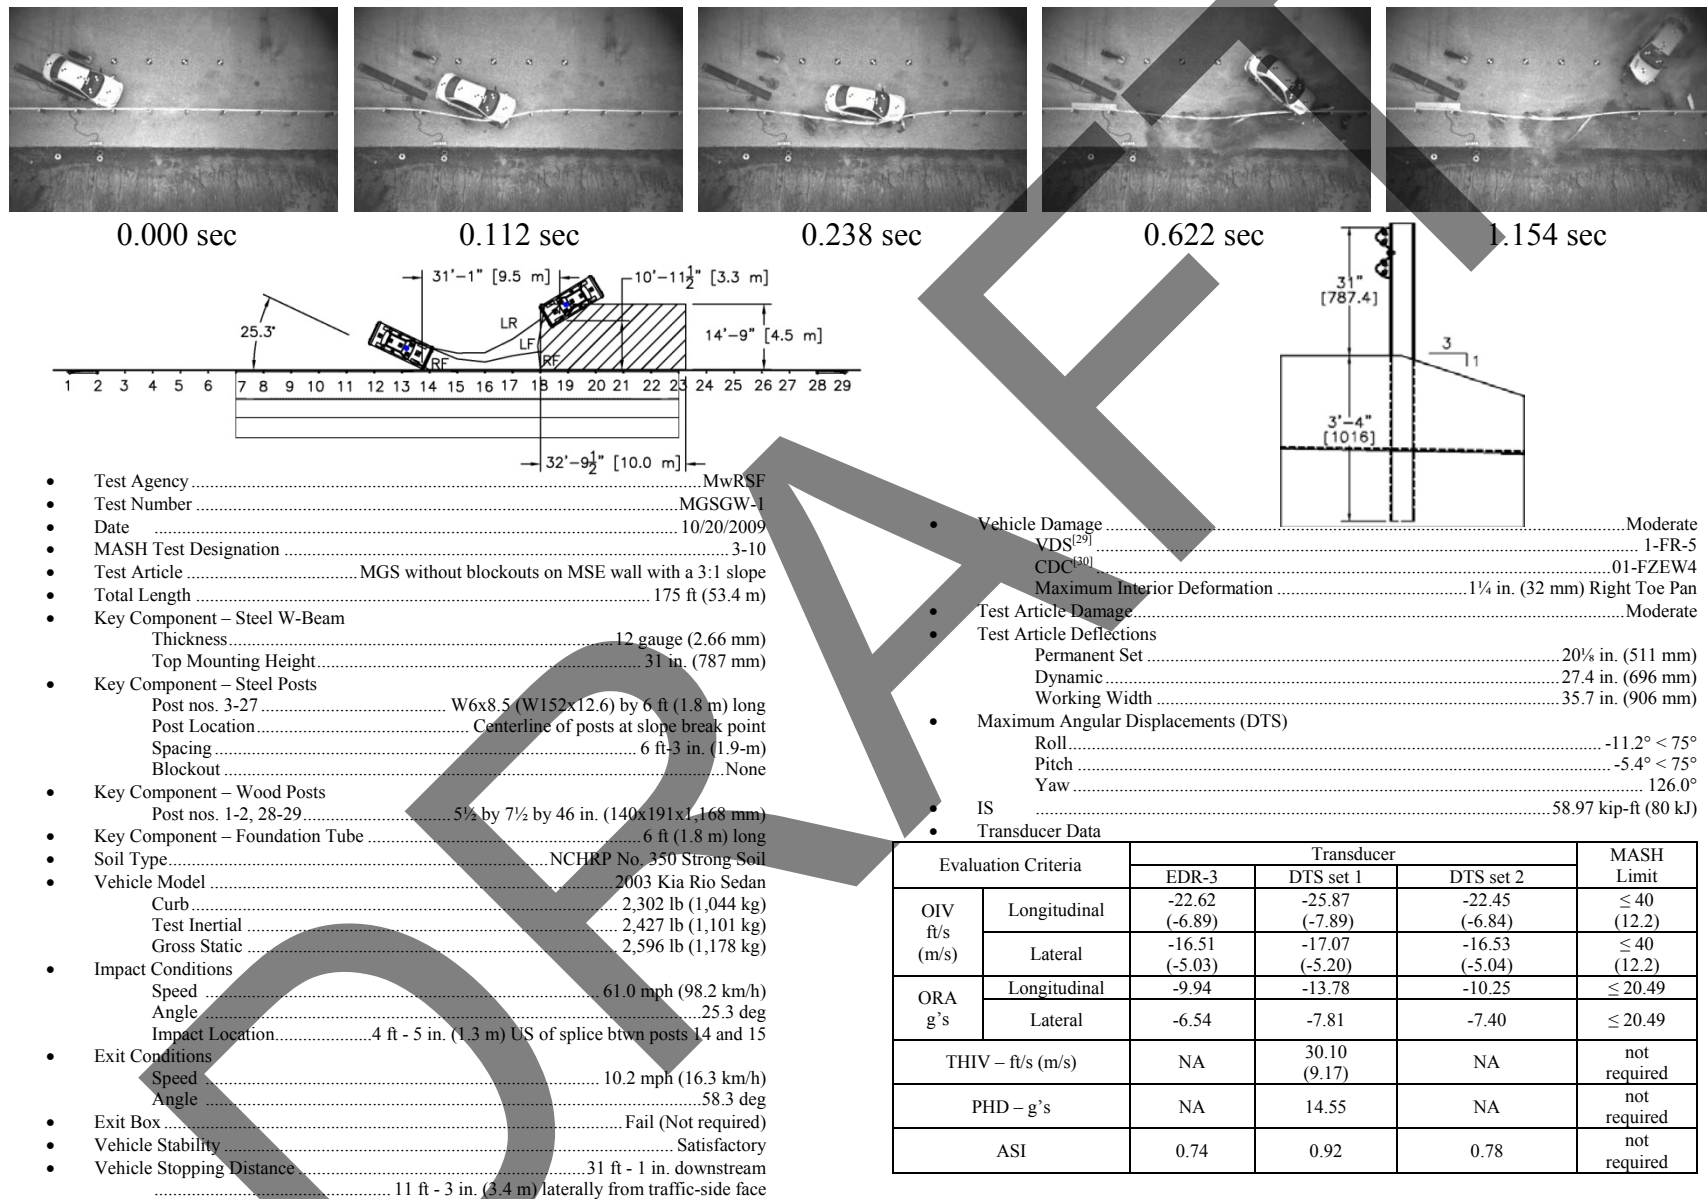 0.000 sec
0.112 sec
0.238 sec
0.622 sec
1.154 sec
31'-1" [9.5 m]
10'-11½" [3.3 m]
25.3°
LR
LF
RF
RF
14'-9" [4.5 m]
1 2 3 4 5 6 7 8 9 10 11 12 13 14 15 16 17 18 19 20 21 22 23 24 25 26 27 28 29
32'-9½" [10.0 m]
31"
[787.4]
3
1
3'-4"
[1016]
• Test Agency ... MwRSF
• Test Number ... MGSGW-1
• Date ... 10/20/2009
• MASH Test Designation ... 3-10
• Test Article ... MGS without blockouts on MSE wall with a 3:1 slope
• Total Length ... 175 ft (53.4 m)
• Key Component – Steel W-Beam
Thickness ... 12 gauge (2.66 mm)
Top Mounting Height ... 31 in. (787 mm)
• Key Component – Steel Posts
Post nos. 3-27 ... W6x8.5 (W152x12.6) by 6 ft (1.8 m) long
Post Location ... Centerline of posts at slope break point
Spacing ... 6 ft-3 in. (1.9-m)
Blockout ... None
• Key Component – Wood Posts
Post nos. 1-2, 28-29 ... 5½ by 7½ by 46 in. (140x191x1,168 mm)
• Key Component – Foundation Tube ... 6 ft (1.8 m) long
• Soil Type ... NCHRP No. 350 Strong Soil
• Vehicle Model ... 2003 Kia Rio Sedan
Curb ... 2,302 lb (1,044 kg)
Test Inertial ... 2,427 lb (1,101 kg)
Gross Static ... 2,596 lb (1,178 kg)
• Impact Conditions
Speed ... 61.0 mph (98.2 km/h)
Angle ... 25.3 deg
Impact Location ... 4 ft - 5 in. (1.3 m) US of splice btwn posts 14 and 15
• Exit Conditions
Speed ... 10.2 mph (16.3 km/h)
Angle ... 58.3 deg
• Exit Box ... Fail (Not required)
• Vehicle Stability ... Satisfactory
• Vehicle Stopping Distance ... 31 ft - 1 in. downstream
... 11 ft - 3 in. (3.4 m) laterally from traffic-side face
• Vehicle Damage ... Moderate
VDS[29] ... 1-FR-5
CDC[30] ... 01-FZEW4
Maximum Interior Deformation ... 1¼ in. (32 mm) Right Toe Pan
• Test Article Damage ... Moderate
• Test Article Deflections
Permanent Set ... 20⅛ in. (511 mm)
Dynamic ... 27.4 in. (696 mm)
Working Width ... 35.7 in. (906 mm)
• Maximum Angular Displacements (DTS)
Roll ... -11.2° < 75°
Pitch ... -5.4° < 75°
Yaw ... 126.0°
• IS ... 58.97 kip-ft (80 kJ)
• Transducer Data
Evaluation Criteria Transducer MASH Limit
EDR-3 DTS set 1 DTS set 2
OIV ft/s (m/s) Longitudinal -22.62 (-6.89) -25.87 (-7.89) -22.45 (-6.84) ≤ 40 (12.2)
Lateral -16.51 (-5.03) -17.07 (-5.20) -16.53 (-5.04) ≤ 40 (12.2)
ORA g's Longitudinal -9.94 -13.78 -10.25 ≤ 20.49
Lateral -6.54 -7.81 -7.40 ≤ 20.49
THIV – ft/s (m/s) NA 30.10 (9.17) NA not required
PHD – g's NA 14.55 NA not required
ASI 0.74 0.92 0.78 not required
DRAFT